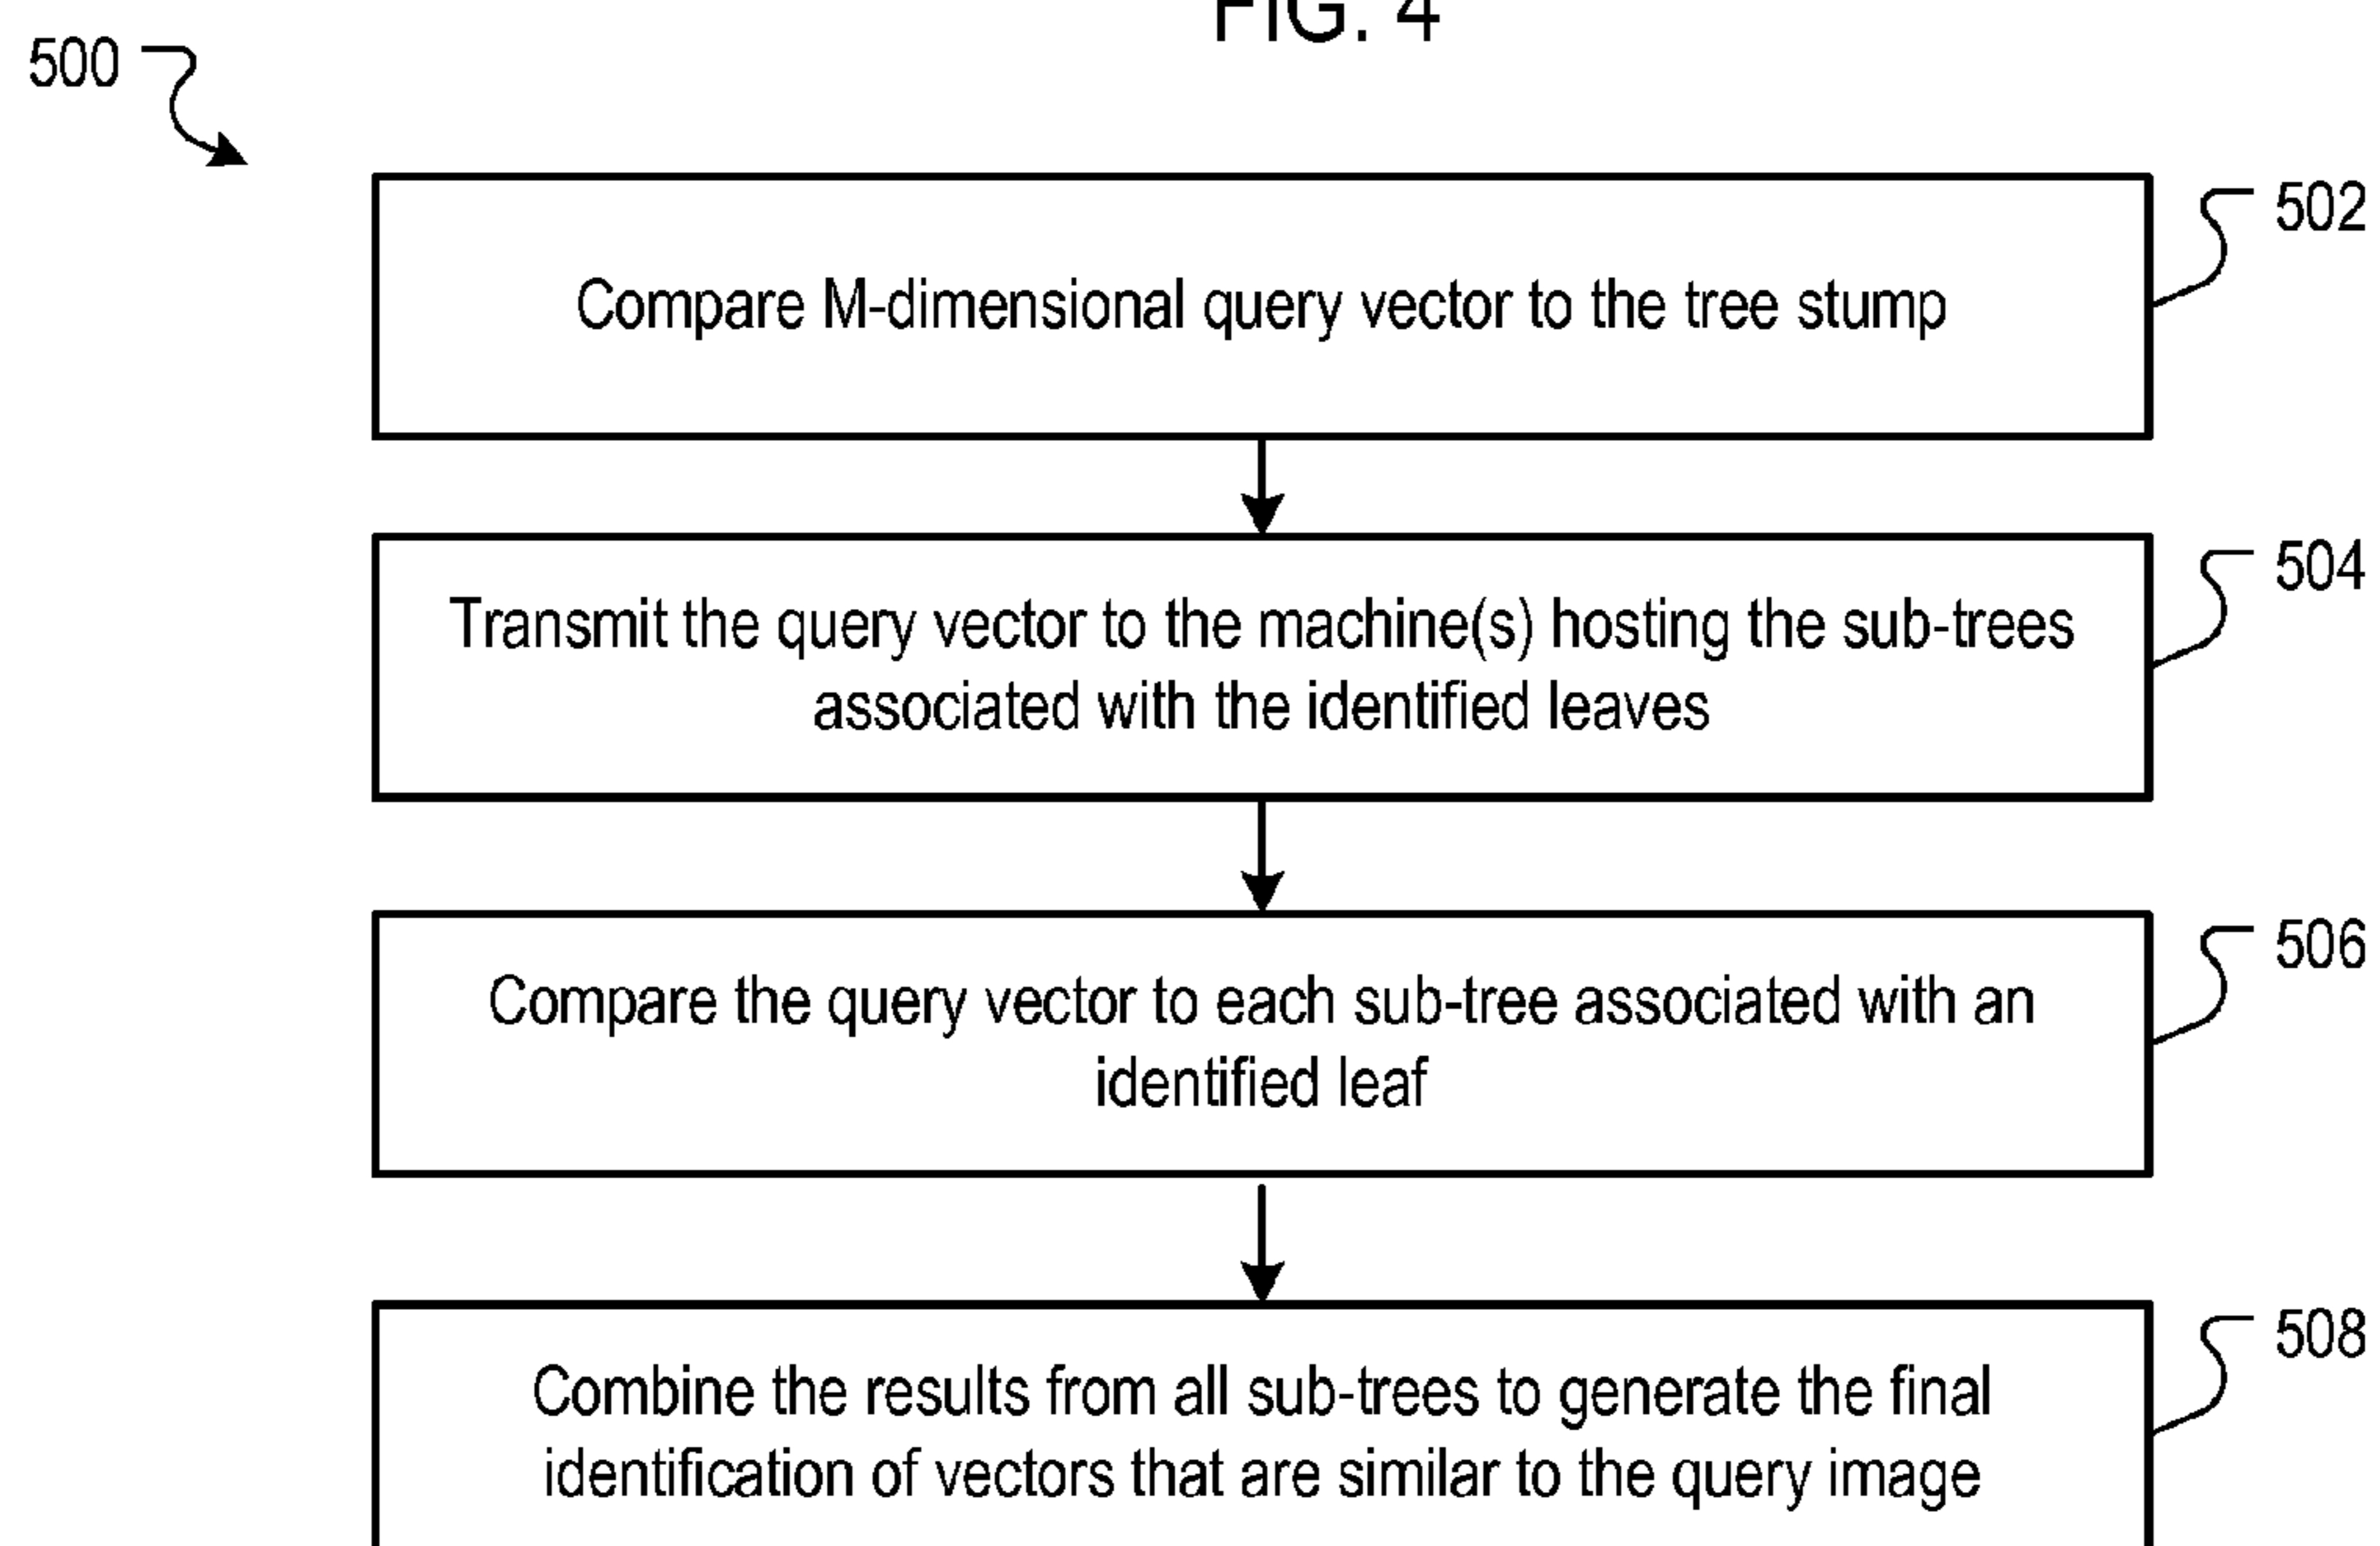 FIG. 4
500
502
Compare M-dimensional query vector to the tree stump
504
Transmit the query vector to the machine(s) hosting the sub-trees
associated with the identified leaves
506
Compare the query vector to each sub-tree associated with an
identified leaf
508
Combine the results from all sub-trees to generate the final
identification of vectors that are similar to the query image